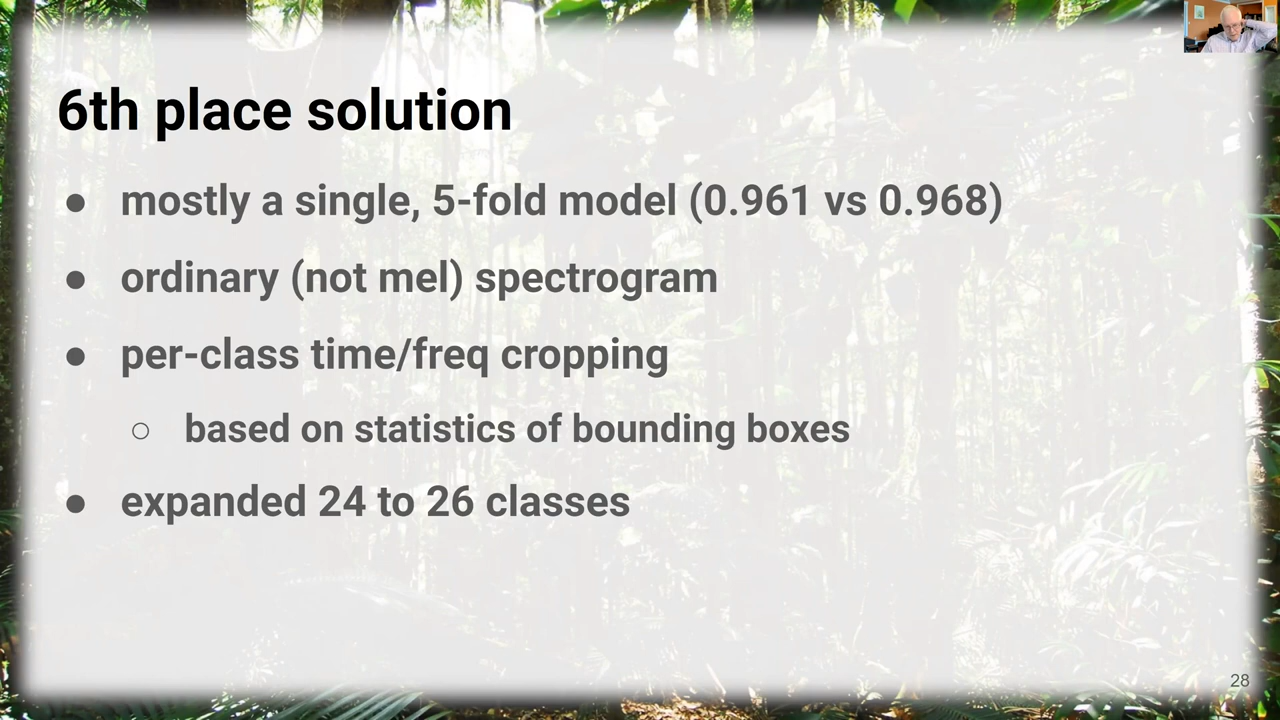 6th place solution
● mostly a single, 5-fold model (0.961 vs 0.968)
● ordinary (not mel) spectrogram
● per-class time/freq cropping
○ based on statistics of bounding boxes
● expanded 24 to 26 classes
28